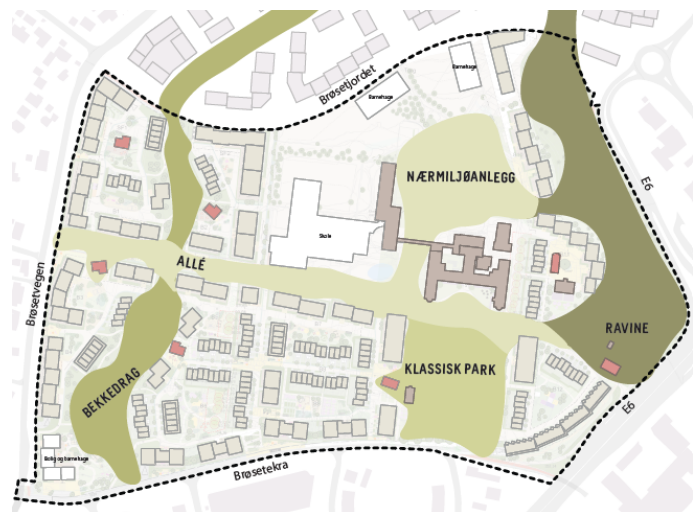 Brøsetjordet
Barnehage
Barnehage
E6
NÆRMILJØANLEGG
Skole
ALLÉ
Brøsetvegen
RAVINE
KLASSISK PARK
BEKKEDRAG
E6
Bolig og barnehage
Brøsetekra